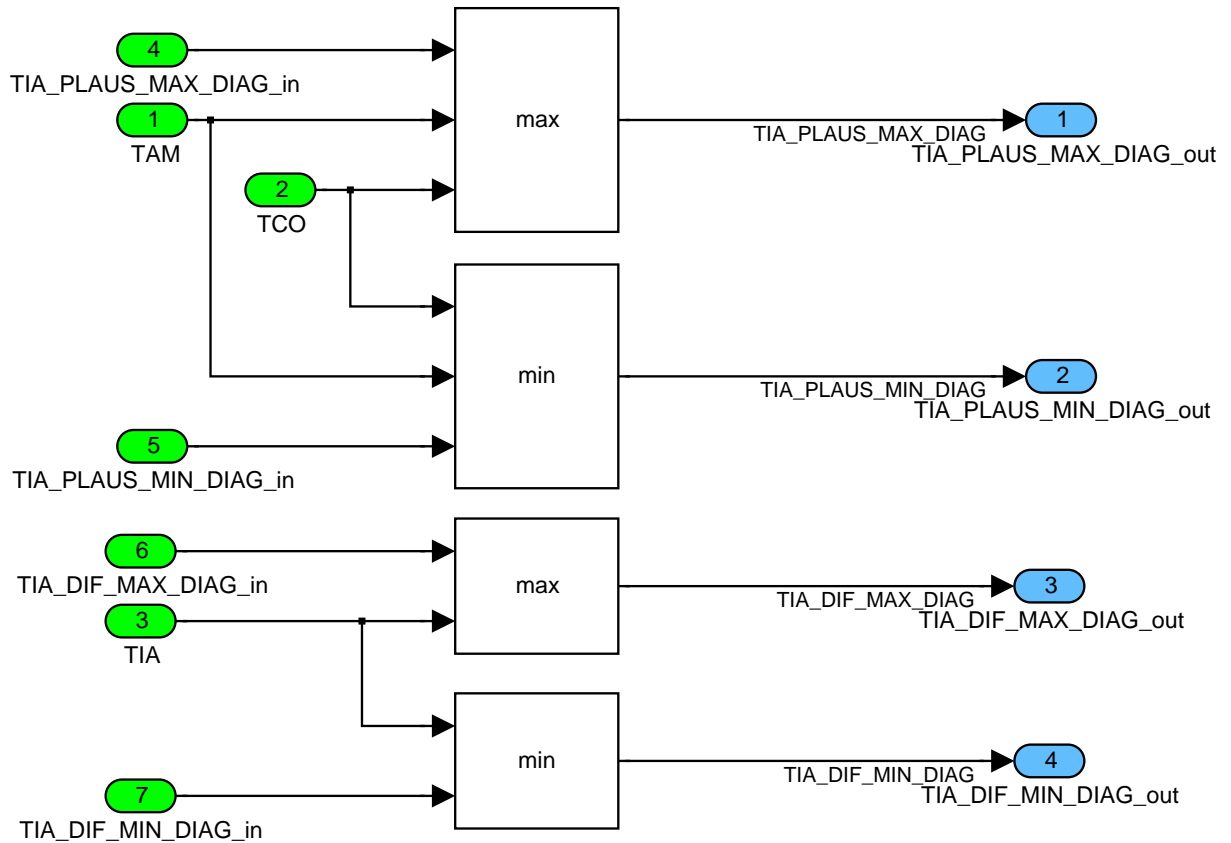 4
TIA_PLAUS_MAX_DIAG_in
1
TAM
2
TCO
max
TIA_PLAUS_MAX_DIAG
1
TIA_PLAUS_MAX_DIAG_out
min
TIA_PLAUS_MIN_DIAG
2
TIA_PLAUS_MIN_DIAG_out
5
TIA_PLAUS_MIN_DIAG_in
6
TIA_DIF_MAX_DIAG_in
3
TIA
max
TIA_DIF_MAX_DIAG
3
TIA_DIF_MAX_DIAG_out
min
TIA_DIF_MIN_DIAG
4
TIA_DIF_MIN_DIAG_out
7
TIA_DIF_MIN_DIAG_in